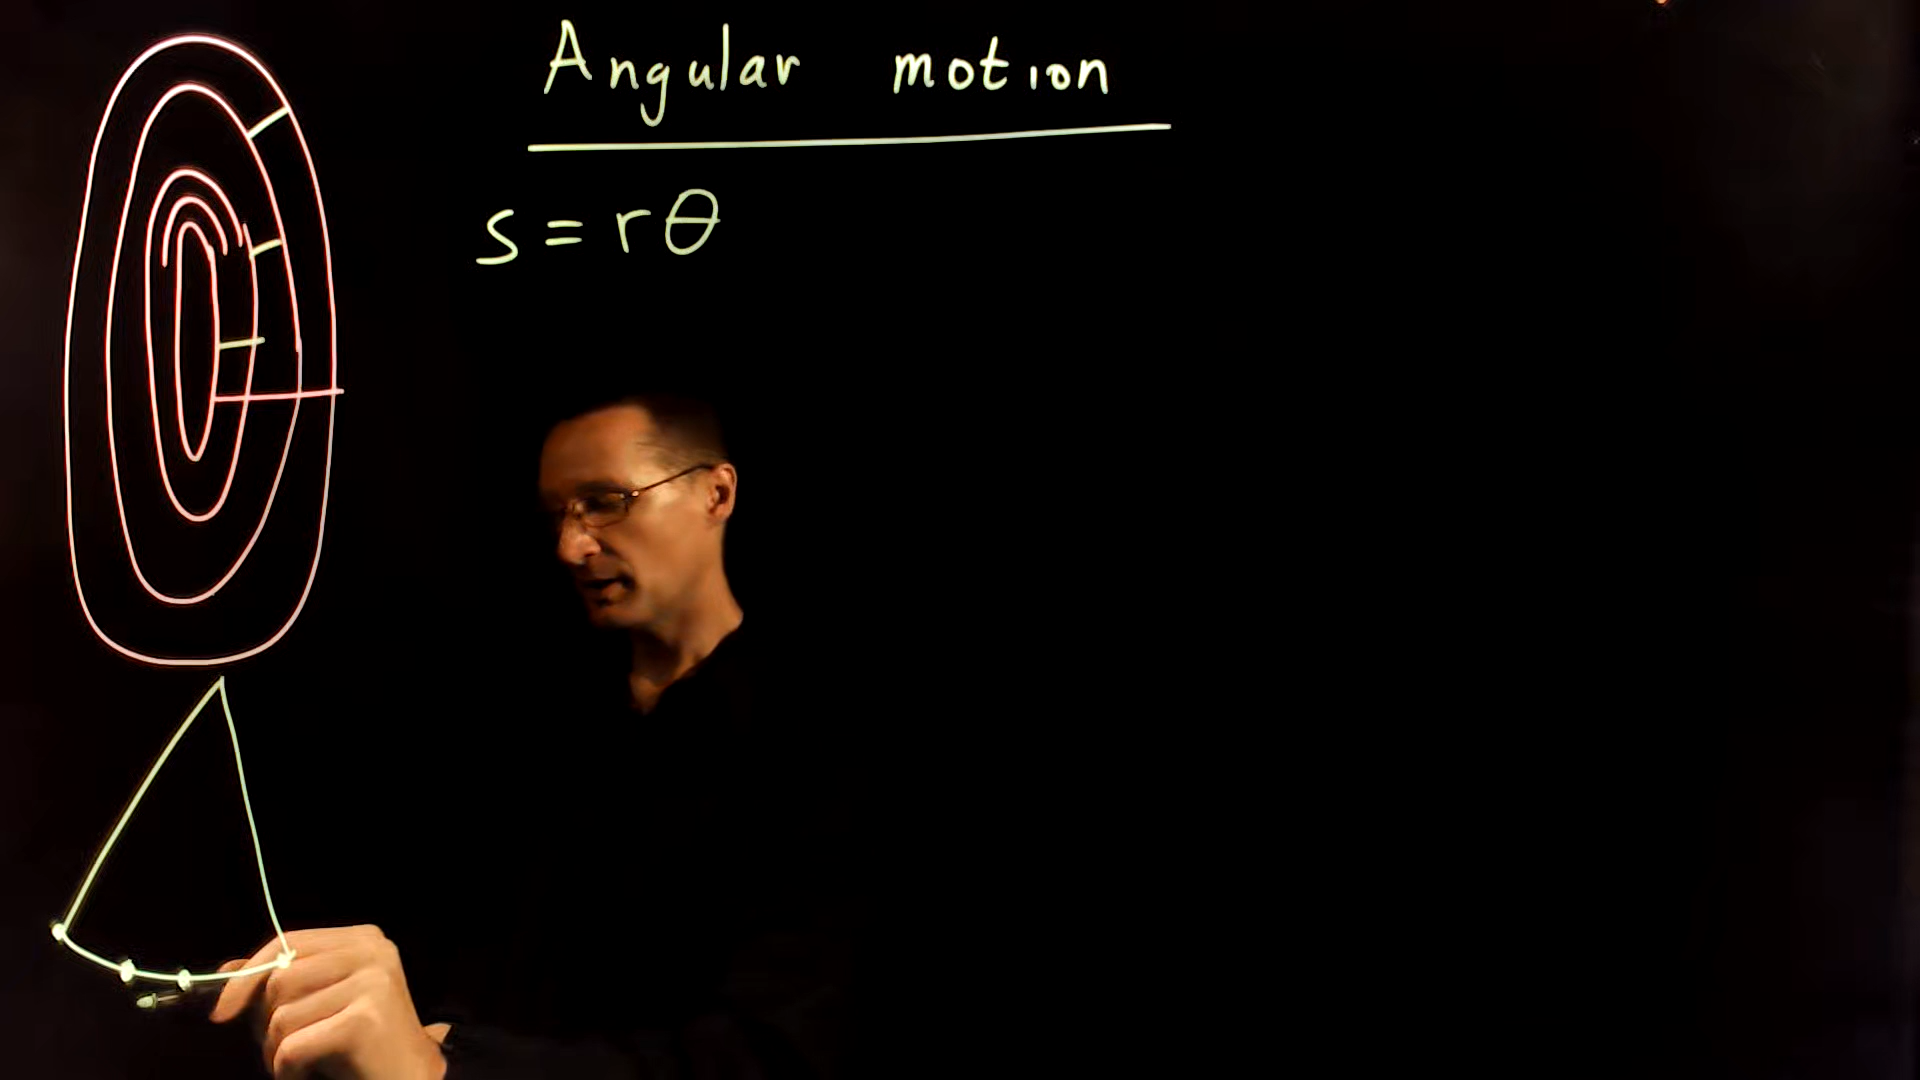 Angular motion
s = rθ